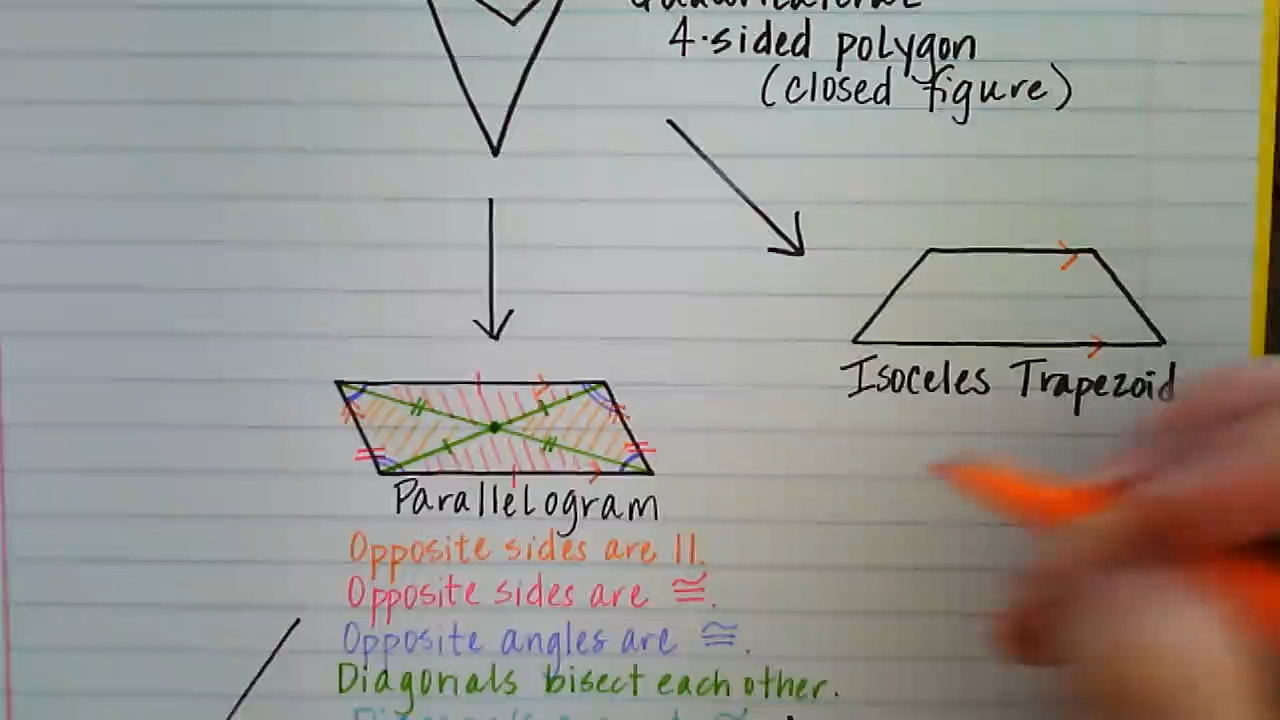 Quadrilateral
4-sided polygon
(closed figure)
Isoceles Trapezoid
Parallelogram
Opposite sides are ||.
Opposite sides are ≅.
Opposite angles are ≅.
Diagonals bisect each other.